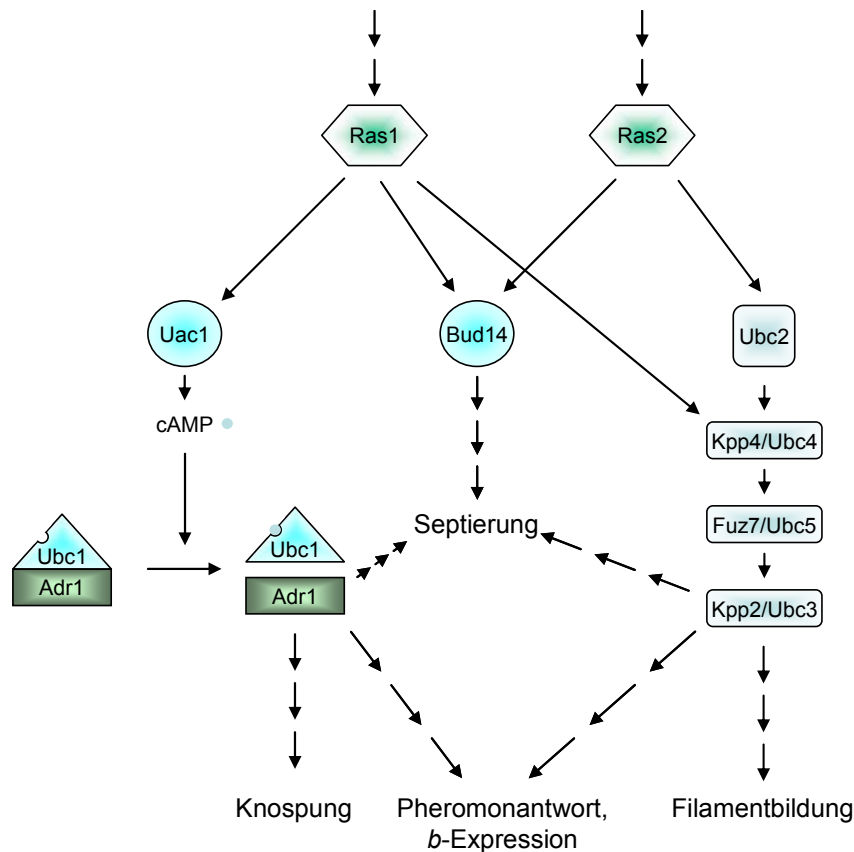 Ras1
Ras2
Uac1
Bud14
Ubc2
cAMP
Kpp4/Ubc4
Septierung
Fuz7/Ubc5
Ubc1
Adr1
Ubc1
Adr1
Kpp2/Ubc3
Knospung
Pheromonantwort,
b-Expression
Filamentbildung